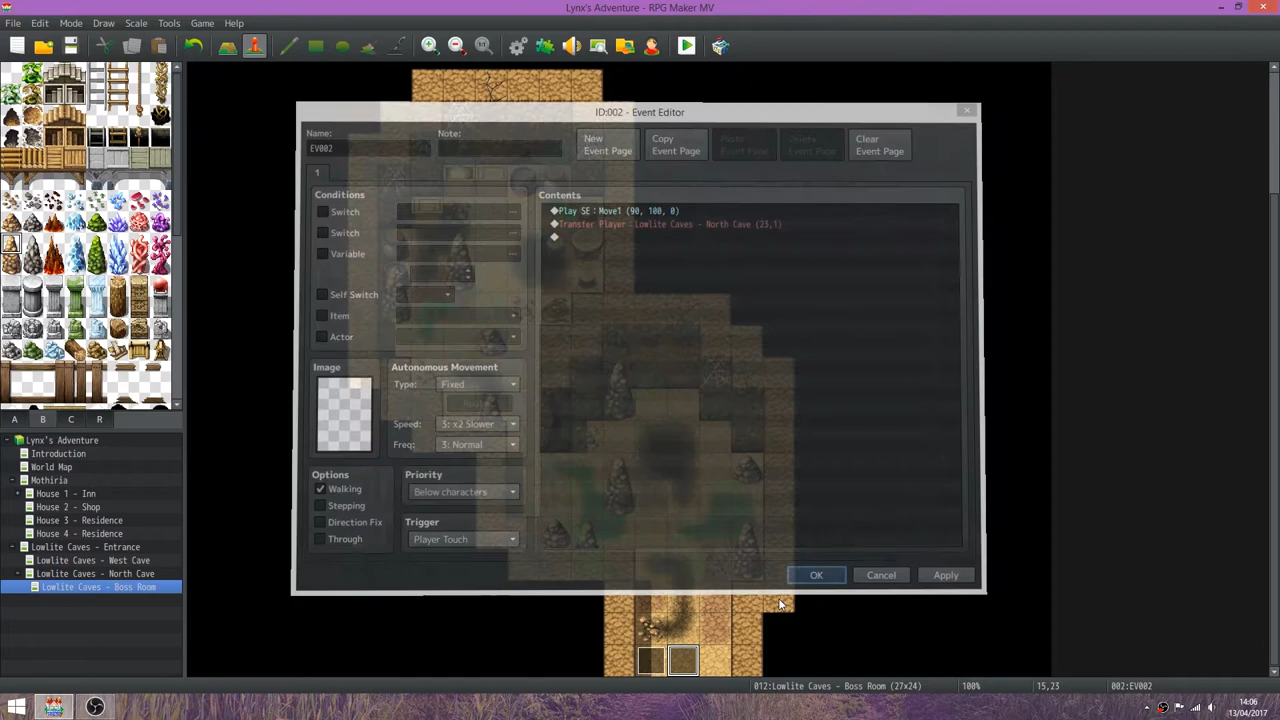 Lynx's Adventure - RPG Maker MV
File Edit Mode Draw Scale Tools Game Help
ID:002 - Event Editor
Name:
Note:
EV002
New Event Page
Copy Event Page
Paste Event Page
Delete Event Page
Clear Event Page
1
Conditions
Switch
Switch
Variable
Self Switch
Item
Actor
Contents
◆Play SE：Move1 (90, 100, 0)
◆Transfer Player：Lowlite Caves - North Cave (23,1)
◆
Image
Autonomous Movement
Type: Fixed
Speed: 3: x2 Slower
Freq: 3: Normal
Options
Walking
Stepping
Direction Fix
Through
Priority
Below characters
Trigger
Player Touch
OK Cancel Apply
A B C R
Lynx's Adventure
Introduction
World Map
Mothiria
House 1 - Inn
House 2 - Shop
House 3 - Residence
House 4 - Residence
Lowlite Caves - Entrance
Lowlite Caves - West Cave
Lowlite Caves - North Cave
Lowlite Caves - Boss Room
012:Lowlite Caves - Boss Room (27x24) 100% 15,23 002:EV002
14:06
13/04/2017